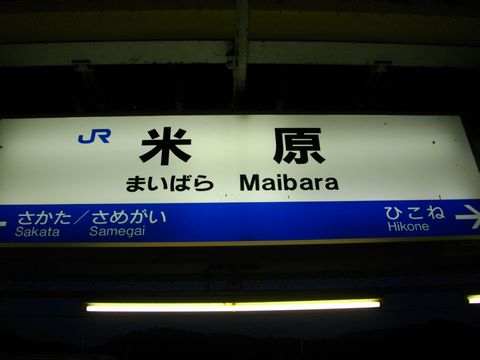 JR 米原
まいばら Maibara
← さかた／さめがい ひこね →
Sakata Samegai Hikone